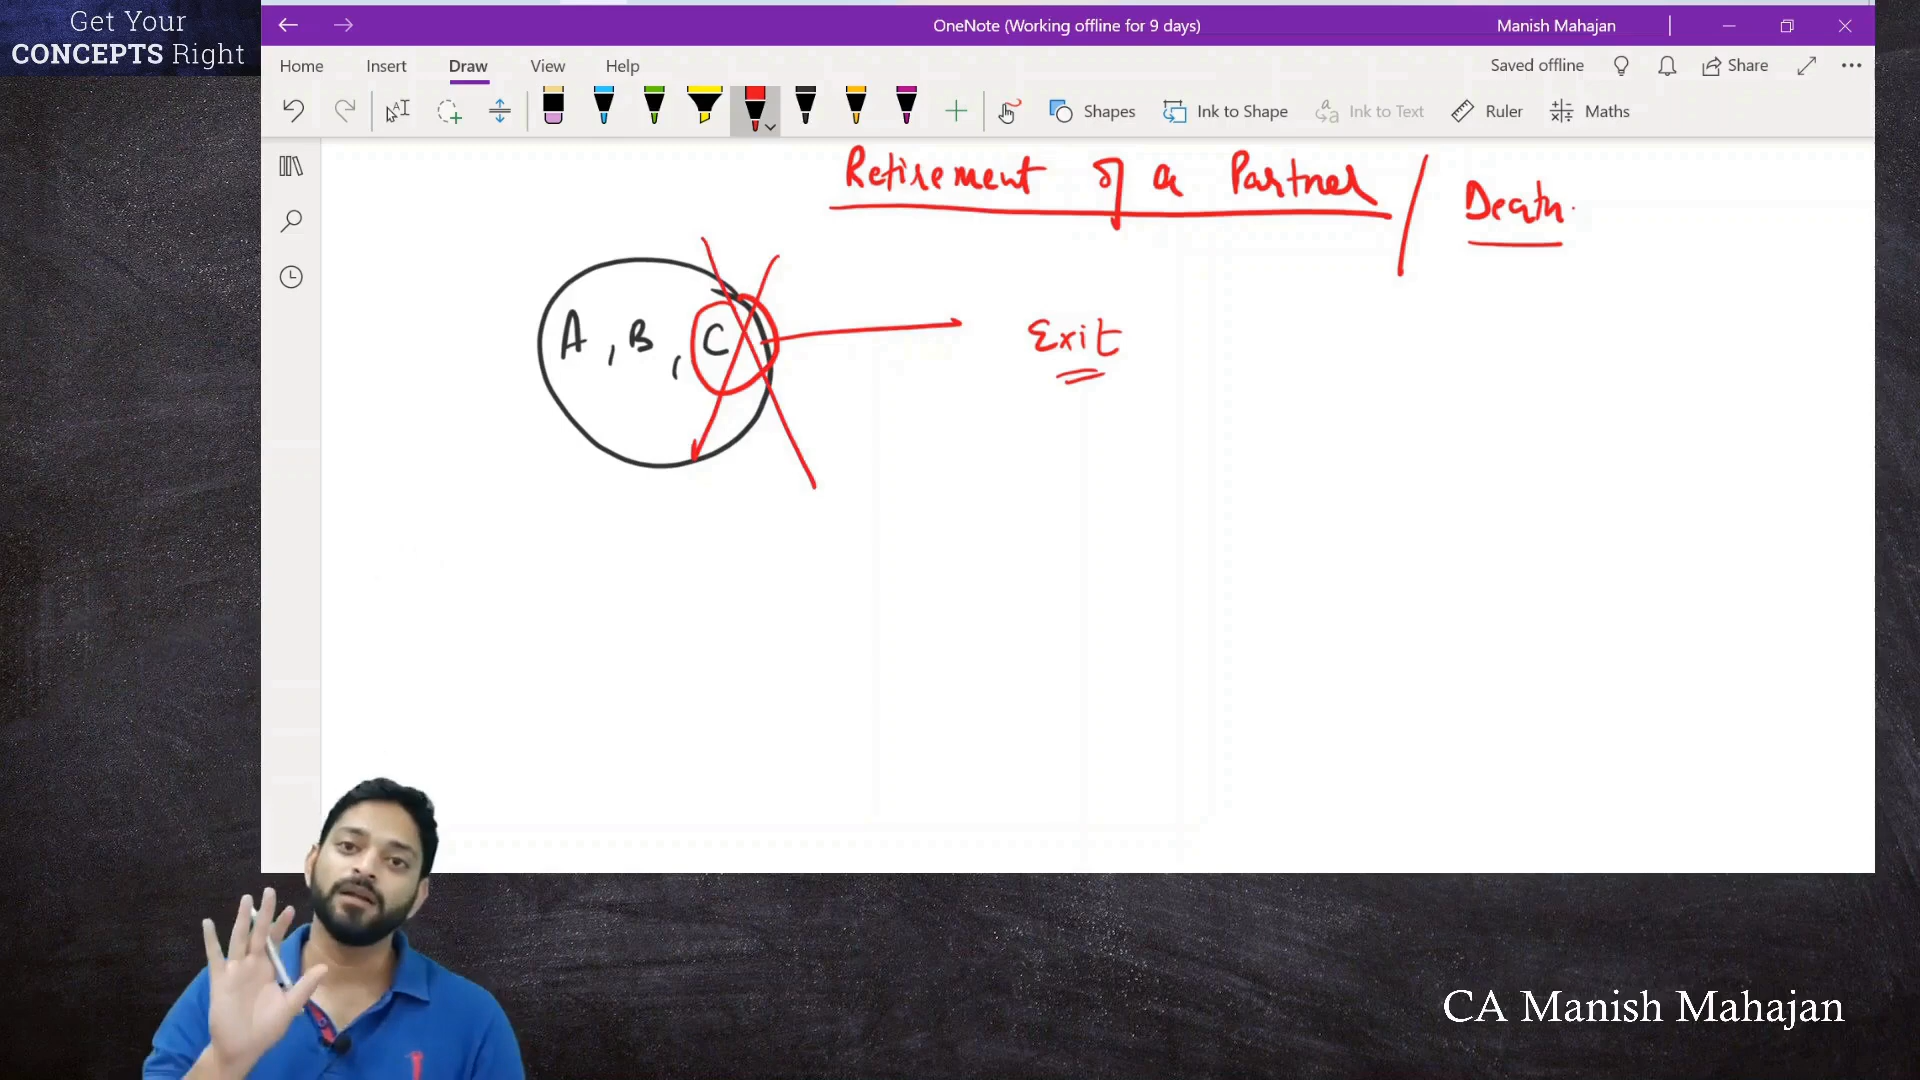 Get Your
CONCEPTS Right
OneNote (Working offline for 9 days)
Manish Mahajan
Home Insert Draw View Help
Saved offline
Share
Shapes
Ink to Shape
Ink to Text
Ruler
Maths
Retirement of a Partner / Death.
A, B, C
Exit
CA Manish Mahajan